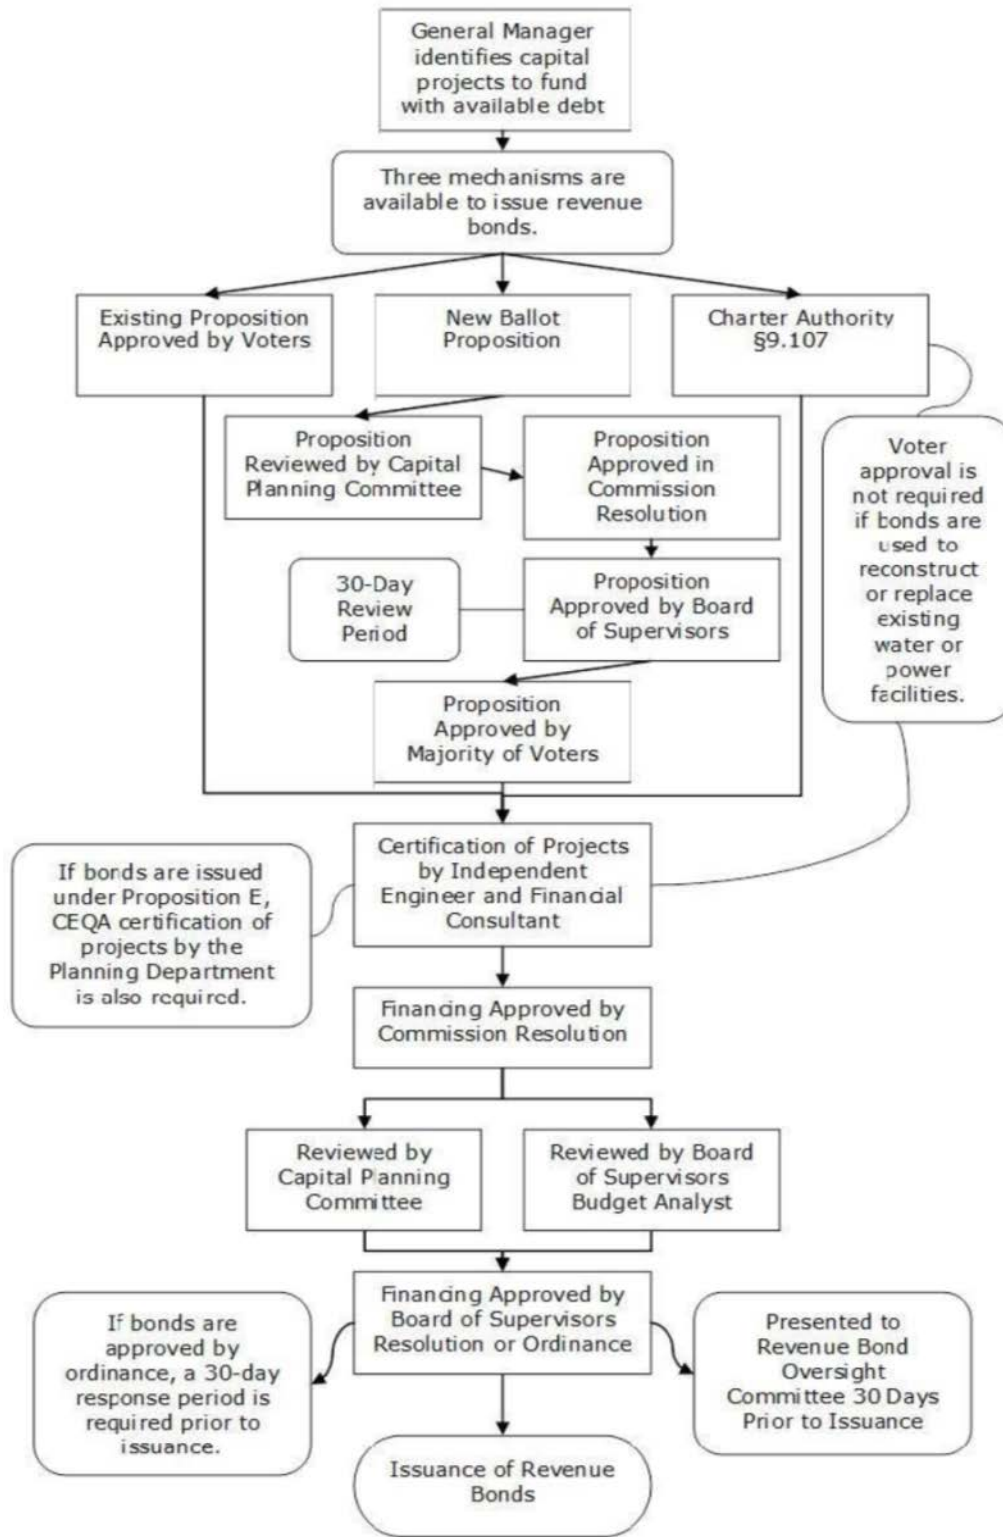 General Manager
identifies capital
projects to fund
with available debt
Three mechanisms are
available to issue revenue
bonds.
Existing Proposition
Approved by Voters
New Ballot
Proposition
Charter Authority
§9.107
Proposition
Reviewed by Capital
Planning Committee
Proposition
Approved in
Commission
Resolution
Voter
approval is
not required
if bonds are
used to
reconstruct
or replace
existing
water or
power
facilities.
30-Day
Review
Period
Proposition
Approved by Board
of Supervisors
Proposition
Approved by
Majority of Voters
Certification of Projects
by Independent
Engineer and Financial
Consultant
If bonds are issued
under Proposition E,
CEQA certification of
projects by the
Planning Department
is also required.
Financing Approved by
Commission Resolution
Reviewed by
Capital Planning
Committee
Reviewed by Board
of Supervisors
Budget Analyst
Financing Approved by
Board of Supervisors
Resolution or Ordinance
If bonds are
approved by
ordinance, a 30-day
response period is
required prior to
issuance.
Presented to
Revenue Bond
Oversight
Committee 30 Days
Prior to Issuance
Issuance of Revenue
Bonds